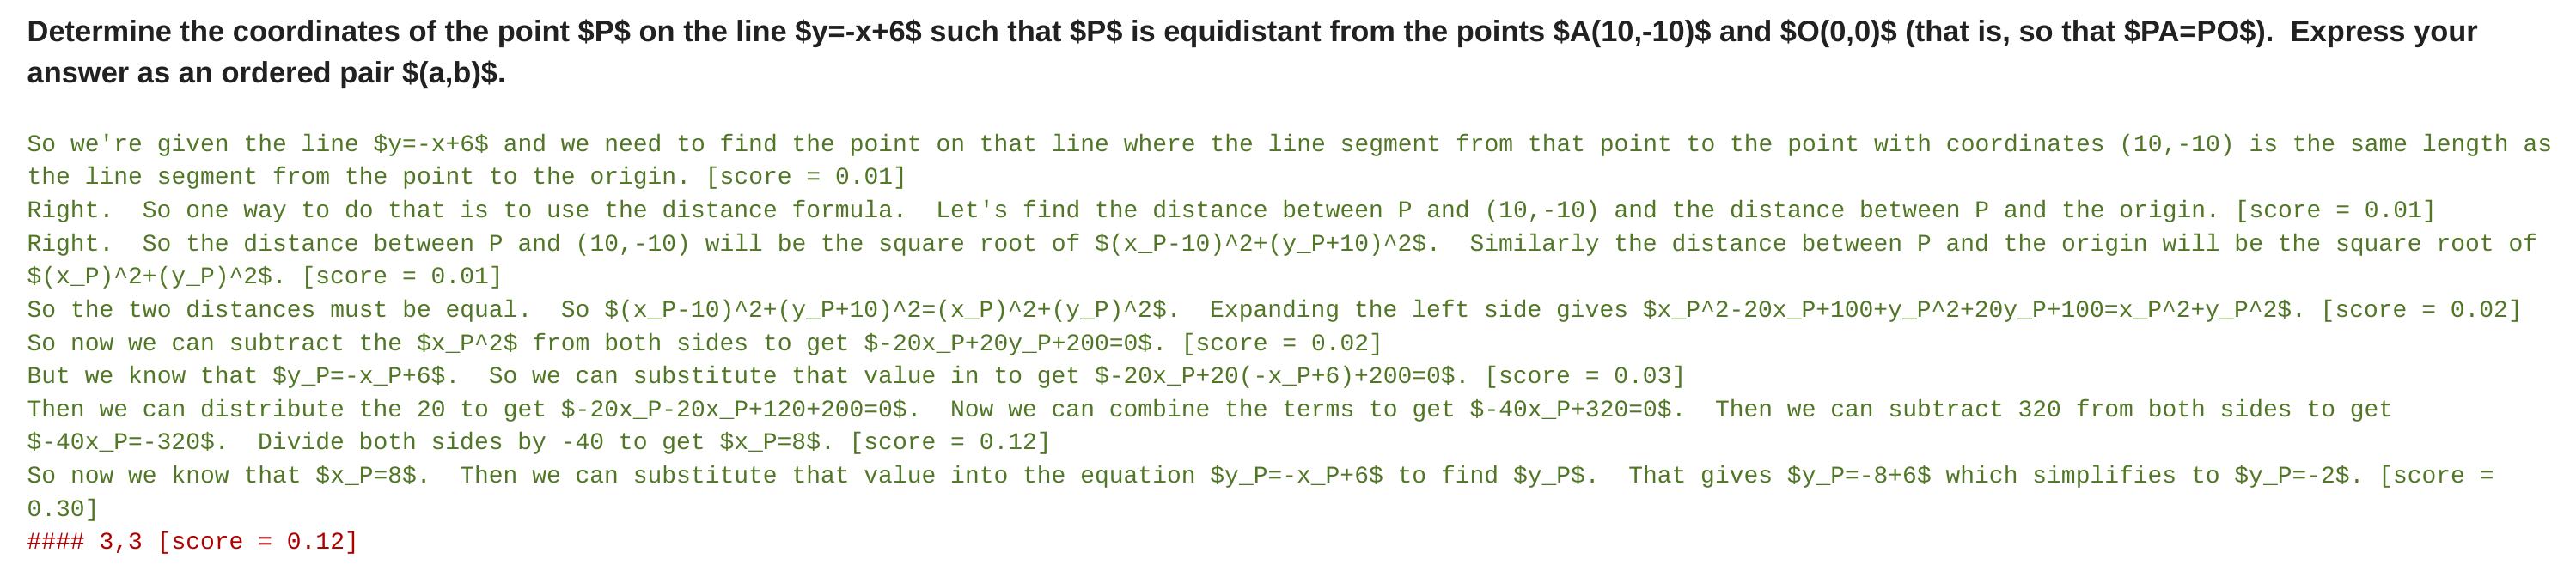 Determine the coordinates of the point $P$ on the line $y=-x+6$ such that $P$ is equidistant from the points $A(10,-10)$ and $O(0,0)$ (that is, so that $PA=PO$).  Express your
answer as an ordered pair $(a,b)$.
So we're given the line $y=-x+6$ and we need to find the point on that line where the line segment from that point to the point with coordinates (10,-10) is the same length as
the line segment from the point to the origin. [score = 0.01]
Right.  So one way to do that is to use the distance formula.  Let's find the distance between P and (10,-10) and the distance between P and the origin. [score = 0.01]
Right.  So the distance between P and (10,-10) will be the square root of $(x_P-10)^2+(y_P+10)^2$.  Similarly the distance between P and the origin will be the square root of
$(x_P)^2+(y_P)^2$. [score = 0.01]
So the two distances must be equal.  So $(x_P-10)^2+(y_P+10)^2=(x_P)^2+(y_P)^2$.  Expanding the left side gives $x_P^2-20x_P+100+y_P^2+20y_P+100=x_P^2+y_P^2$. [score = 0.02]
So now we can subtract the $x_P^2$ from both sides to get $-20x_P+20y_P+200=0$. [score = 0.02]
But we know that $y_P=-x_P+6$.  So we can substitute that value in to get $-20x_P+20(-x_P+6)+200=0$. [score = 0.03]
Then we can distribute the 20 to get $-20x_P-20x_P+120+200=0$.  Now we can combine the terms to get $-40x_P+320=0$.  Then we can subtract 320 from both sides to get
$-40x_P=-320$.  Divide both sides by -40 to get $x_P=8$. [score = 0.12]
So now we know that $x_P=8$.  Then we can substitute that value into the equation $y_P=-x_P+6$ to find $y_P$.  That gives $y_P=-8+6$ which simplifies to $y_P=-2$. [score =
0.30]
#### 3,3 [score = 0.12]